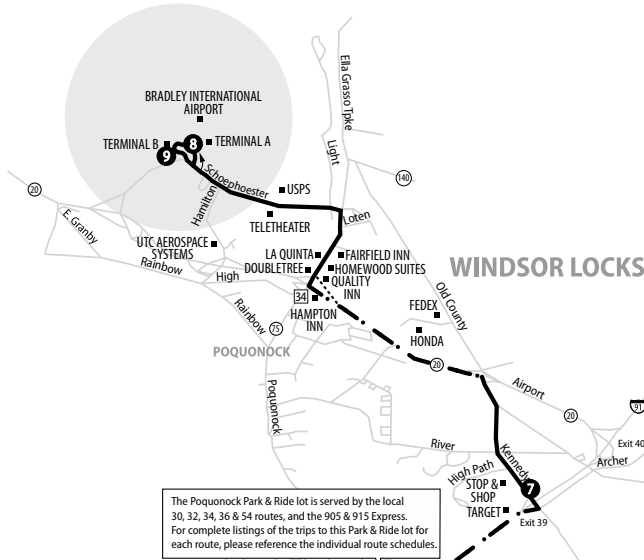 Ella Grasso Tpke
BRADLEY INTERNATIONAL
AIRPORT
TERMINAL B
8
TERMINAL A
9
Light
Schoephoester
140
20
USPS
Hamilton
E. Granby
TELETHEATER
Loten
UTC AEROSPACE
SYSTEMS
LA QUINTA
FAIRFIELD INN
Rainbow
High
DOUBLETREE
HOMEWOOD SUITES
WINDSOR LOCKS
QUALITY
INN
34
Old County
Rainbow
HAMPTON
INN
FEDEX
75
HONDA
POQUONOCK
20
Airport
Poquonock
91
20
River
Exit 40
Kennedy
Archer
High Path
STOP &
SHOP
7
TARGET
Exit 39
The Poquonock Park & Ride lot is served by the local
30, 32, 34, 36 & 54 routes, and the 905 & 915 Express.
For complete listings of the trips to this Park & Ride lot for
each route, please reference the individual route schedules.